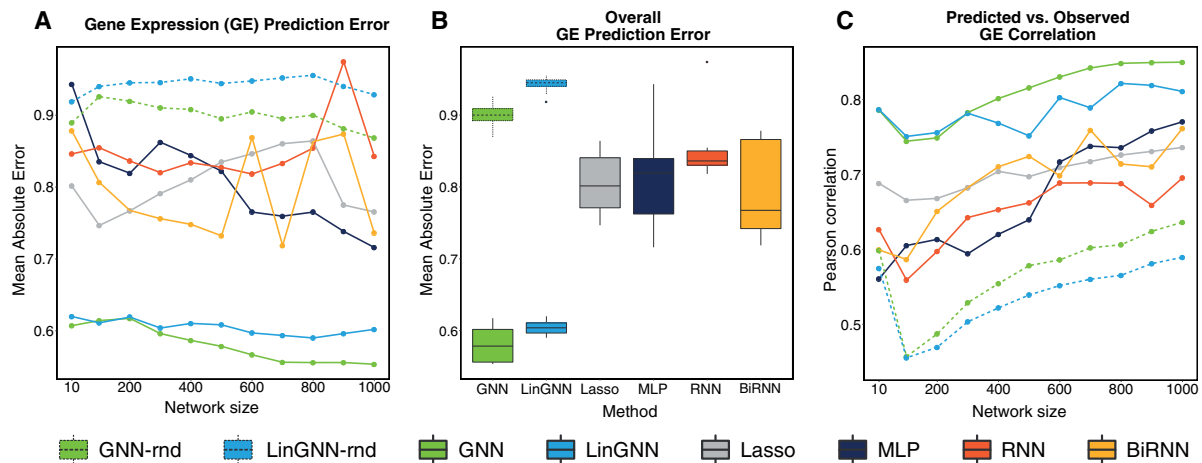 A
Gene Expression (GE) Prediction Error
Mean Absolute Error
0.9
0.8
0.7
0.6
10 200 400 600 800 1000
Network size
B
Overall
GE Prediction Error
Mean Absolute Error
0.9
0.8
0.7
0.6
GNN LinGNN Lasso MLP RNN BiRNN
Method
C
Predicted vs. Observed
GE Correlation
Pearson correlation
0.8
0.7
0.6
0.5
10 200 400 600 800 1000
Network size
GNN-rnd LinGNN-rnd GNN LinGNN Lasso MLP RNN BiRNN